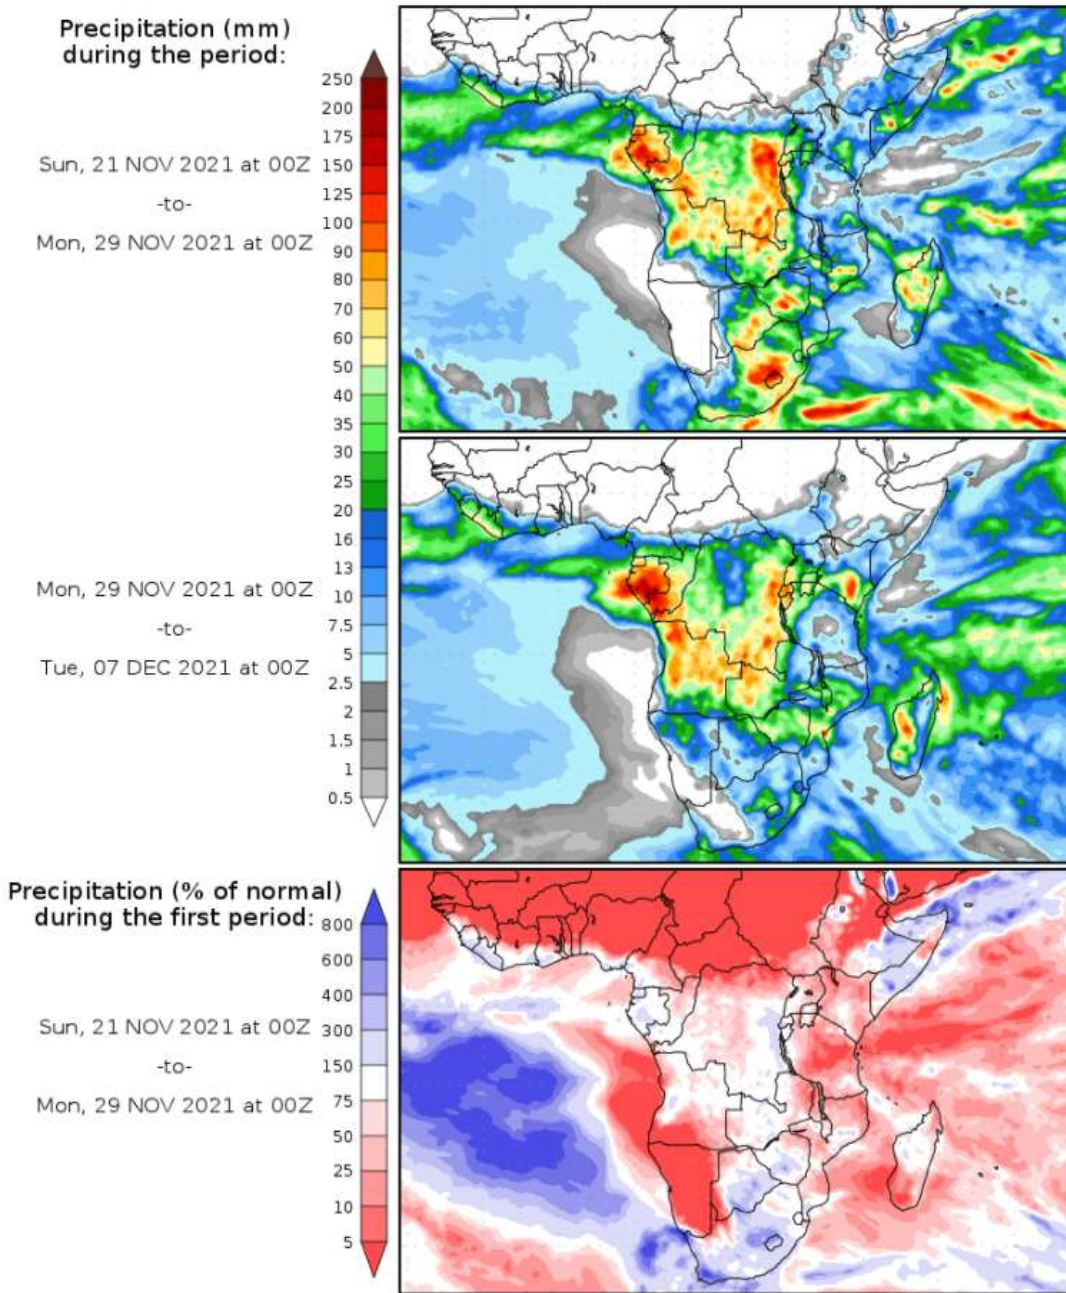 Precipitation (mm)
during the period:
250
200
175
150
125
100
90
80
70
60
50
40
35
30
25
20
16
13
10
7.5
5
2.5
2
1.5
1
0.5
Sun, 21 NOV 2021 at 00Z
-to-
Mon, 29 NOV 2021 at 00Z
Mon, 29 NOV 2021 at 00Z
-to-
Tue, 07 DEC 2021 at 00Z
Precipitation (% of normal)
during the first period:
800
600
400
300
150
75
50
25
10
5
Sun, 21 NOV 2021 at 00Z
-to-
Mon, 29 NOV 2021 at 00Z